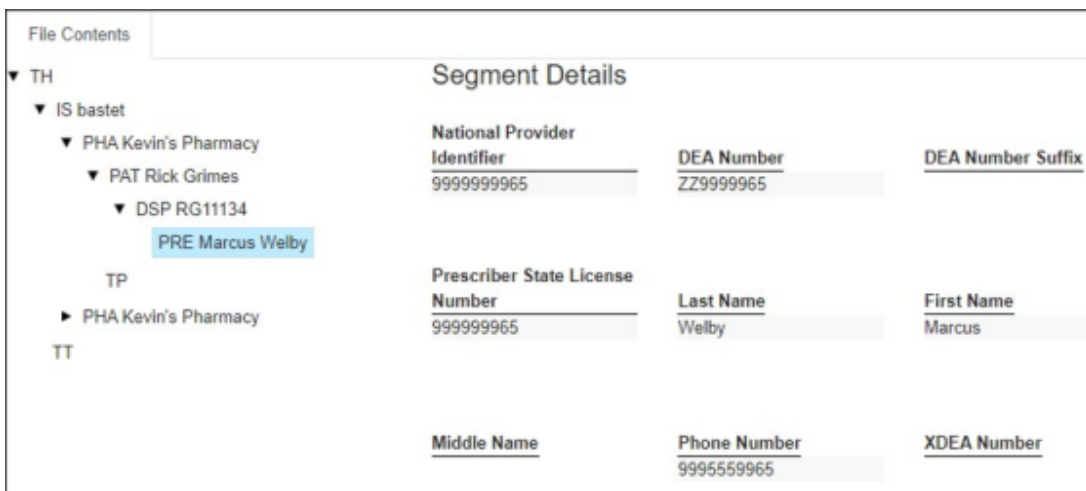 File Contents
TH
IS bastet
PHA Kevin's Pharmacy
PAT Rick Grimes
DSP RG11134
PRE Marcus Welby
TP
PHA Kevin's Pharmacy
TT
Segment Details
National Provider
Identifier DEA Number DEA Number Suffix
9999999965 ZZ9999965
Prescriber State License
Number Last Name First Name
999999965 Welby Marcus
Middle Name Phone Number XDEA Number
9995559965